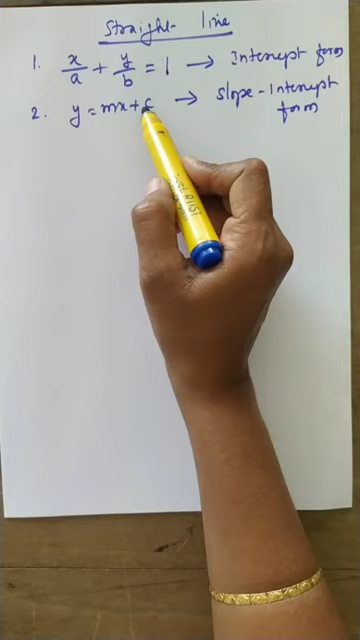 Straight- line
1. x/a + y/b = 1 → Intercept form
2. y = mx + c → Slope-Intercept
form